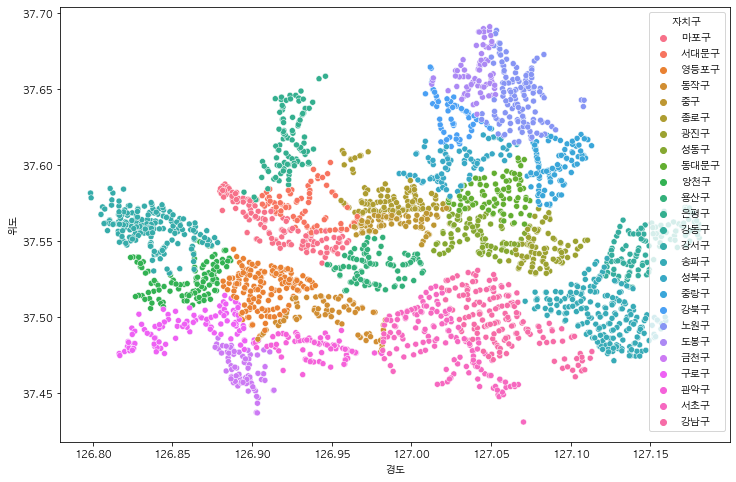 자치구
마포구
서대문구
영등포구
동작구
중구
종로구
광진구
성동구
동대문구
양천구
용산구
은평구
강동구
강서구
송파구
성북구
중랑구
강북구
노원구
도봉구
금천구
구로구
관악구
서초구
강남구
위도
37.70
37.65
37.60
37.55
37.50
37.45
126.80
126.85
126.90
126.95
127.00
127.05
127.10
127.15
경도